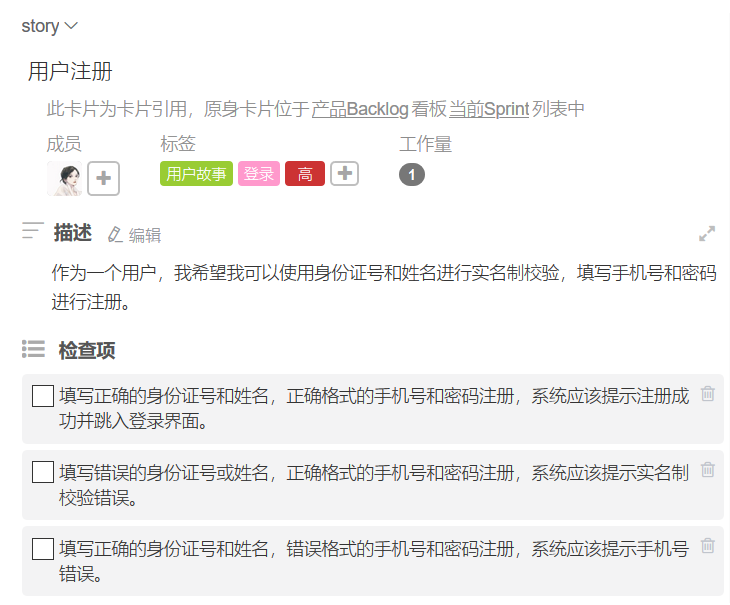 story
用户注册
此卡片为卡片引用，原身卡片位于产品Backlog看板当前Sprint列表中
成员 标签 工作量
用户故事 登录 高 1
描述 编辑
作为一个用户，我希望我可以使用身份证号和姓名进行实名制校验，填写手机号和密码
进行注册。
检查项
填写正确的身份证号和姓名，正确格式的手机号和密码注册，系统应该提示注册成
功并跳入登录界面。
填写错误的身份证号或姓名，正确格式的手机号和密码注册，系统应该提示实名制
校验错误。
填写正确的身份证号和姓名，错误格式的手机号和密码注册，系统应该提示手机号
错误。